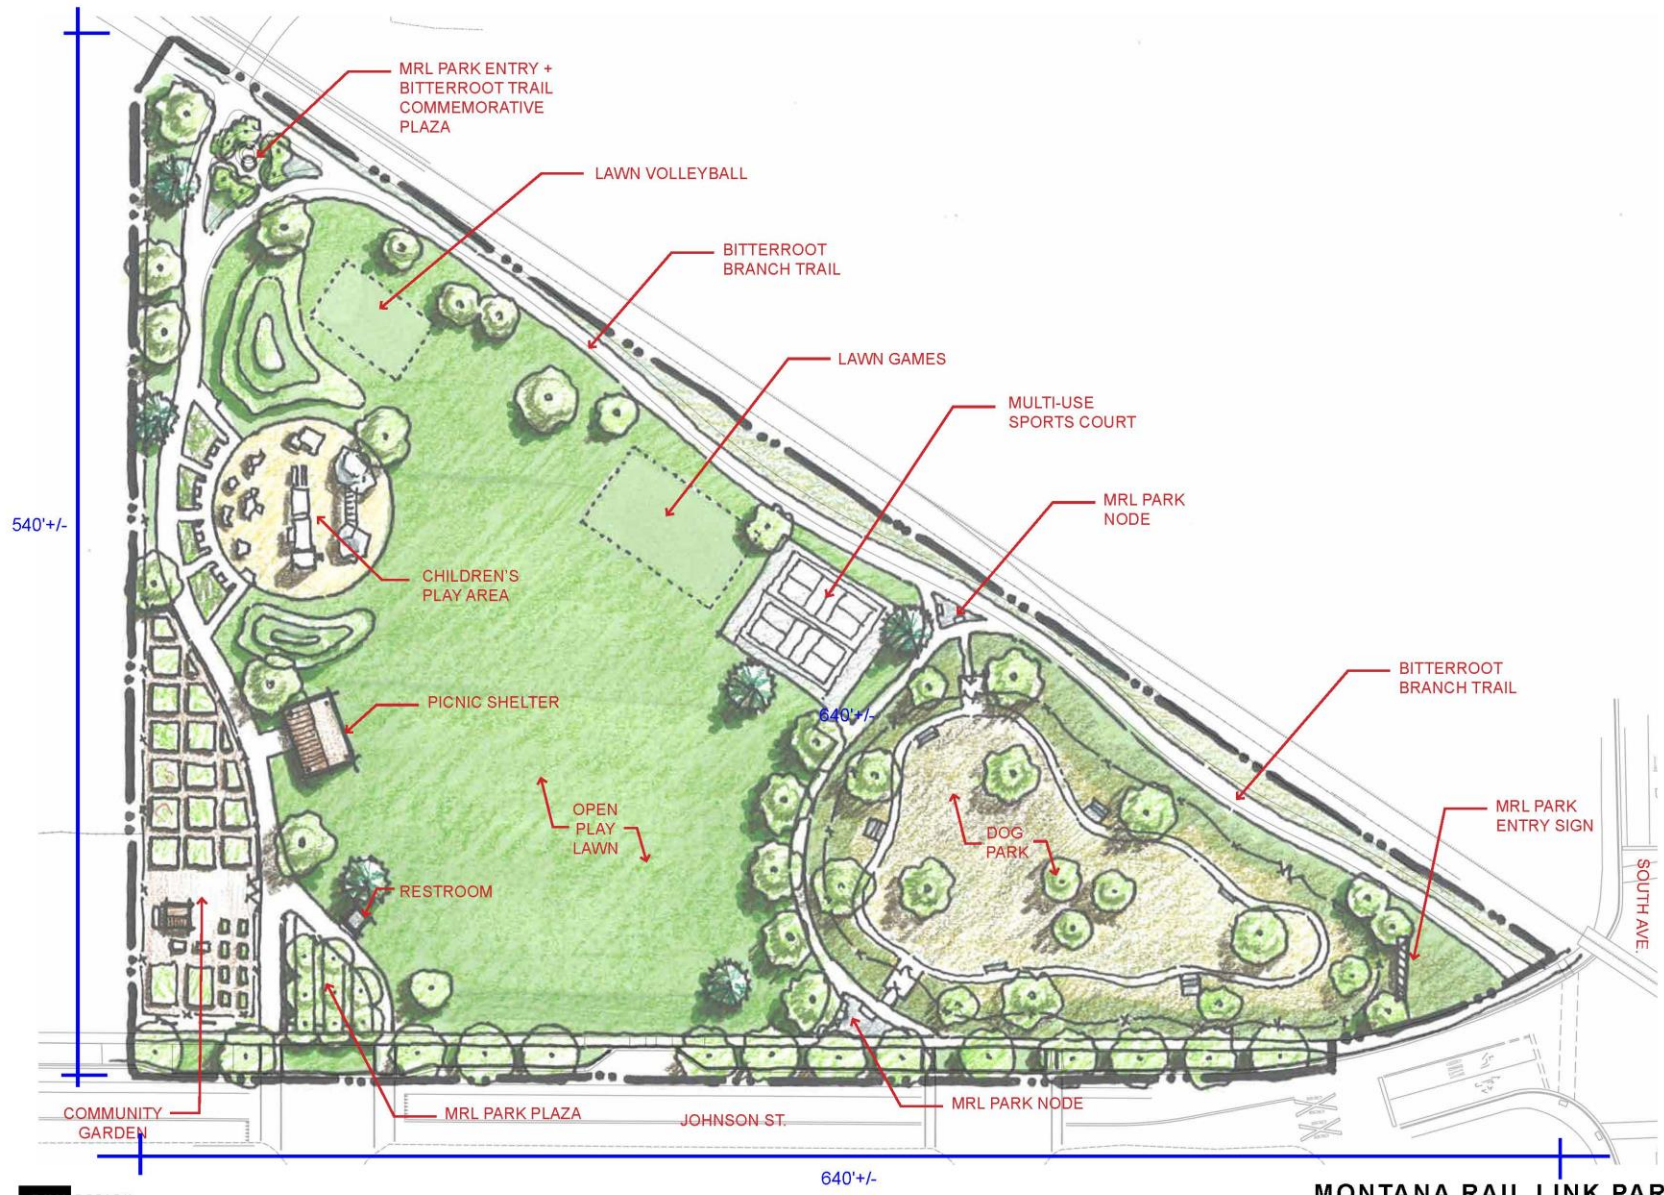 MRL PARK ENTRY +
BITTERROOT TRAIL
COMMEMORATIVE
PLAZA
LAWN VOLLEYBALL
BITTERROOT
BRANCH TRAIL
LAWN GAMES
MULTI-USE
SPORTS COURT
MRL PARK
NODE
540'+/-
CHILDREN'S
PLAY AREA
BITTERROOT
BRANCH TRAIL
PICNIC SHELTER
640'+/-
OPEN
PLAY
LAWN
DOG
PARK
MRL PARK
ENTRY SIGN
SOUTH AVE.
RESTROOM
COMMUNITY
GARDEN
MRL PARK PLAZA
JOHNSON ST.
MRL PARK NODE
640'+/-
MONTANA RAIL LINK PAR